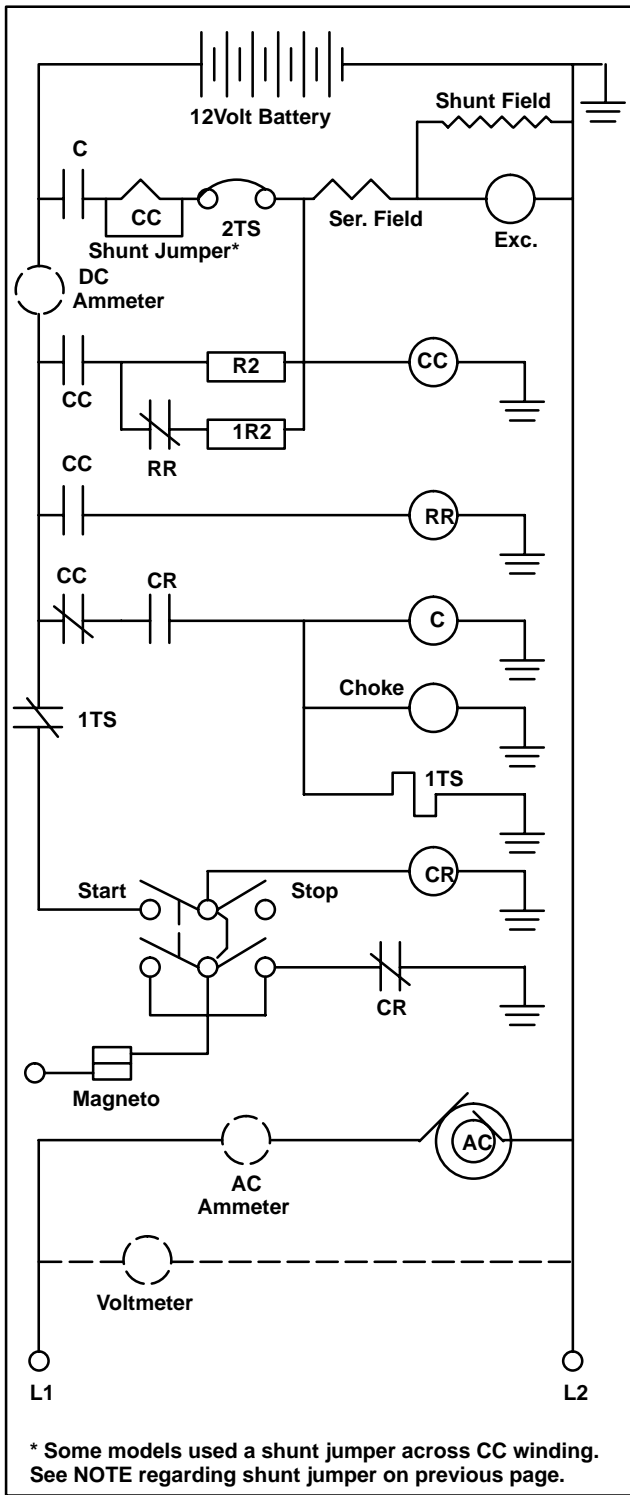 12Volt Battery
Shunt Field
C
CC
2TS
Ser. Field
Exc.
Shunt Jumper*
DC
Ammeter
R2
CC
CC
1R2
RR
CC
RR
CC
CR
C
Choke
1TS
1TS
Start
Stop
CR
CR
Magneto
AC
AC
Ammeter
Voltmeter
L1
L2
* Some models used a shunt jumper across CC winding.
See NOTE regarding shunt jumper on previous page.